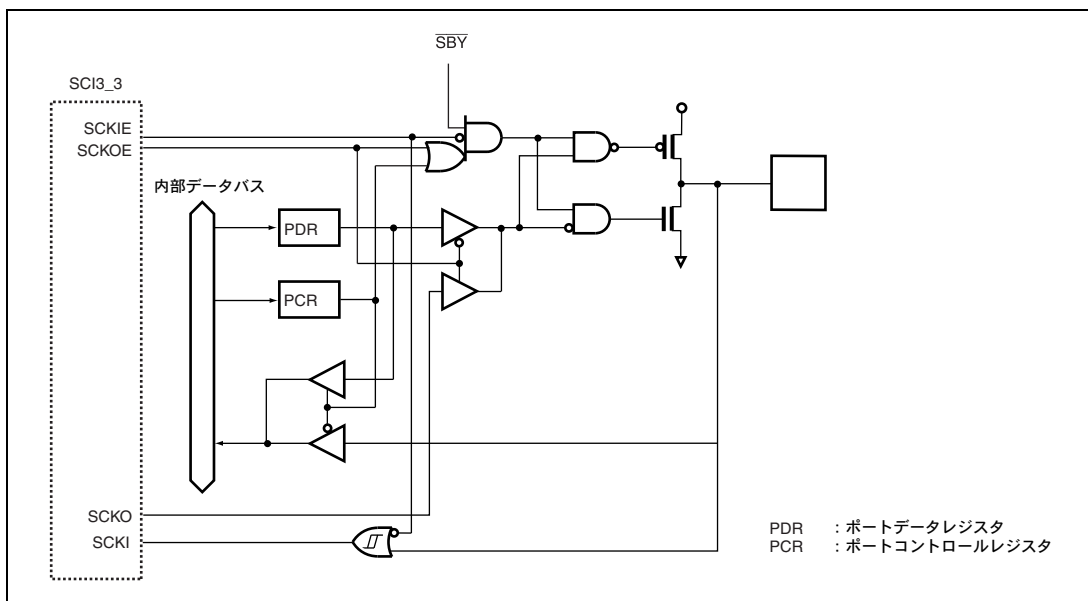 SBY
SCI3_3
SCKIE
SCKOE
内部データバス
PDR
PCR
SCKO
SCKI
PDR :ポートデータレジスタ
PCR :ポートコントロールレジスタ